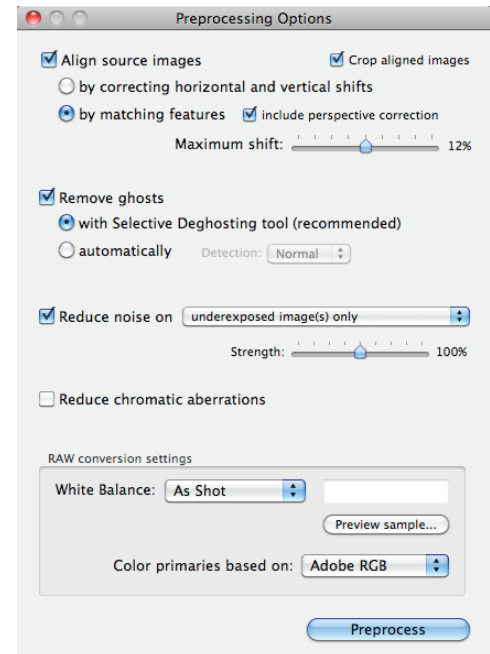 Preprocessing Options
Align source images Crop aligned images
by correcting horizontal and vertical shifts
by matching features include perspective correction
Maximum shift: 12%
Remove ghosts
with Selective Deghosting tool (recommended)
automatically Detection: Normal
Reduce noise on underexposed image(s) only
Strength: 100%
Reduce chromatic aberrations
RAW conversion settings
White Balance: As Shot
Preview sample...
Color primaries based on: Adobe RGB
Preprocess